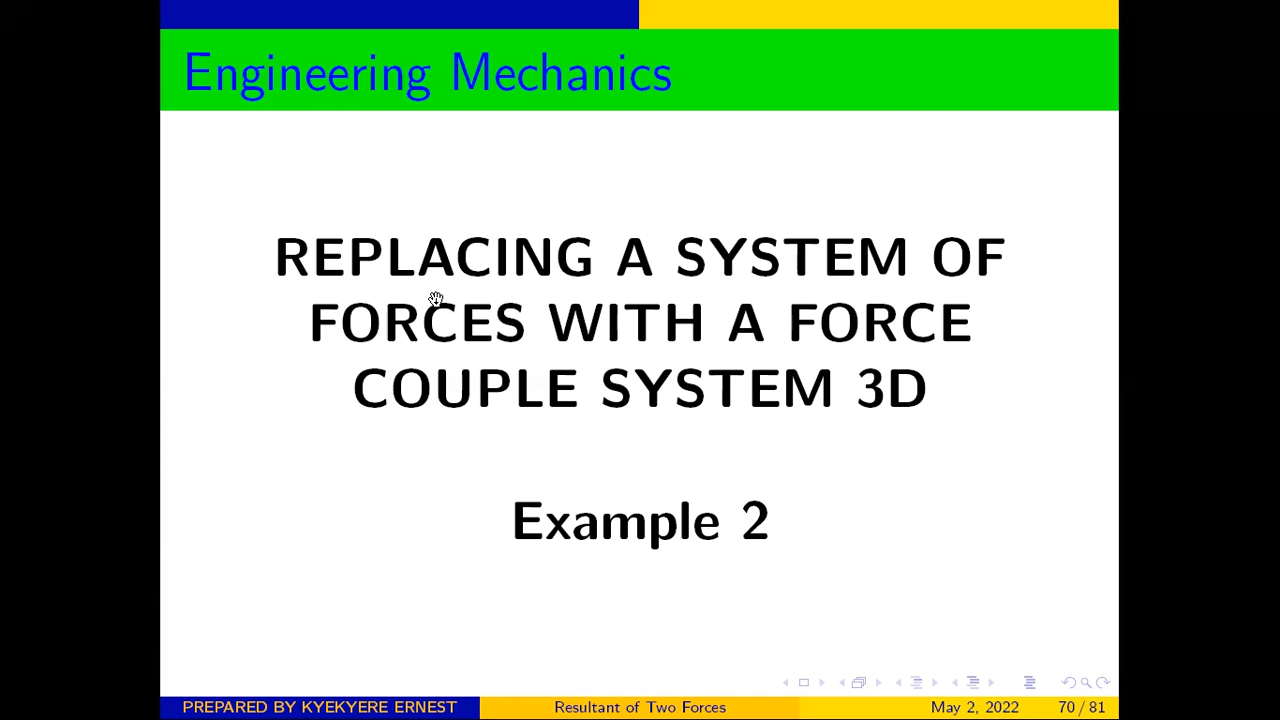 Engineering Mechanics
REPLACING A SYSTEM OF
FORCES WITH A FORCE
COUPLE SYSTEM 3D
Example 2
PREPARED BY KYEKYERE ERNEST
Resultant of Two Forces
May 2, 2022
70 / 81